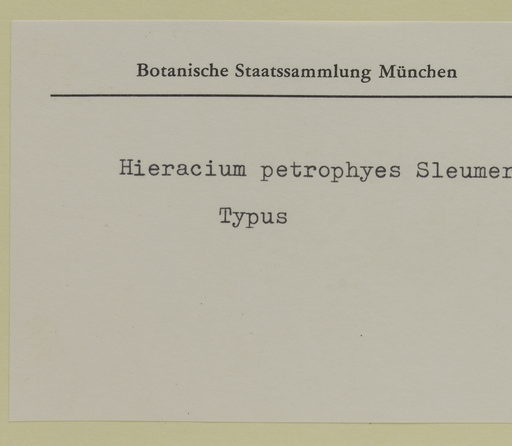 Botanische Staatssammlung München
Hieracium petrophyes Sleumer
Typus